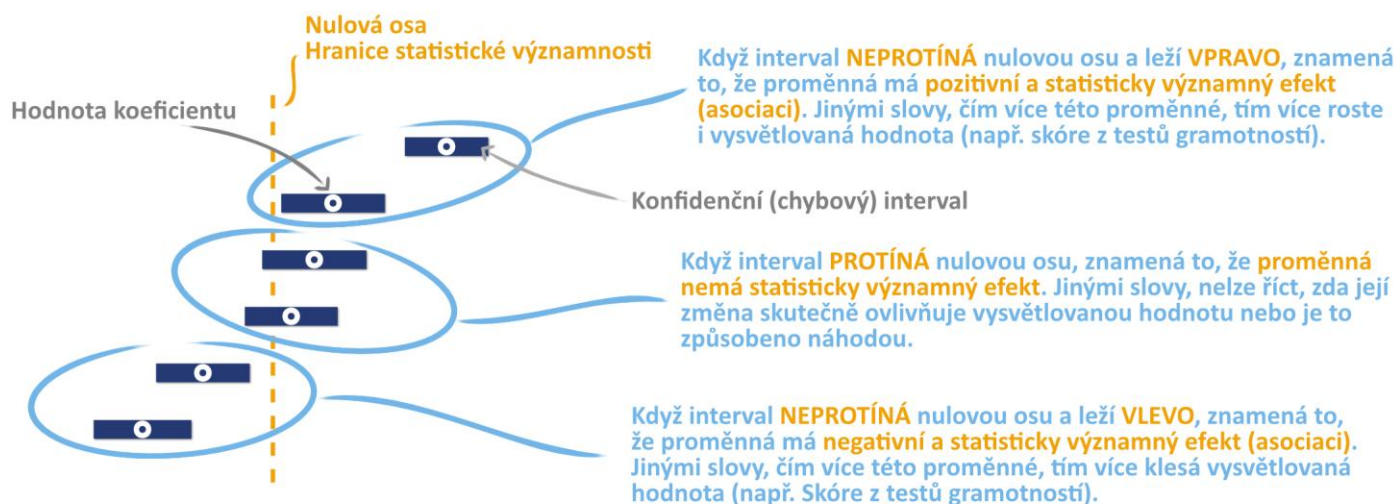 Nulová osa
Hranice statistické významnosti
Když interval NEPROTÍNÁ nulovou osu a leží VPRAVO, znamená
to, že proměnná má pozitivní a statisticky významný efekt
(asociaci). Jinými slovy, čím více této proměnné, tím více roste
i vysvětlovaná hodnota (např. skóre z testů gramotností).
Hodnota koeficientu
Konfidenční (chybový) interval
Když interval PROTÍNÁ nulovou osu, znamená to, že proměnná
nemá statisticky významný efekt. Jinými slovy, nelze říct, zda její
změna skutečně ovlivňuje vysvětlovanou hodnotu nebo je to
způsobeno náhodou.
Když interval NEPROTÍNÁ nulovou osu a leží VLEVO, znamená to,
že proměnná má negativní a statisticky významný efekt (asociaci).
Jinými slovy, čím více této proměnné, tím více klesá vysvětlovaná
hodnota (např. Skóre z testů gramotností).